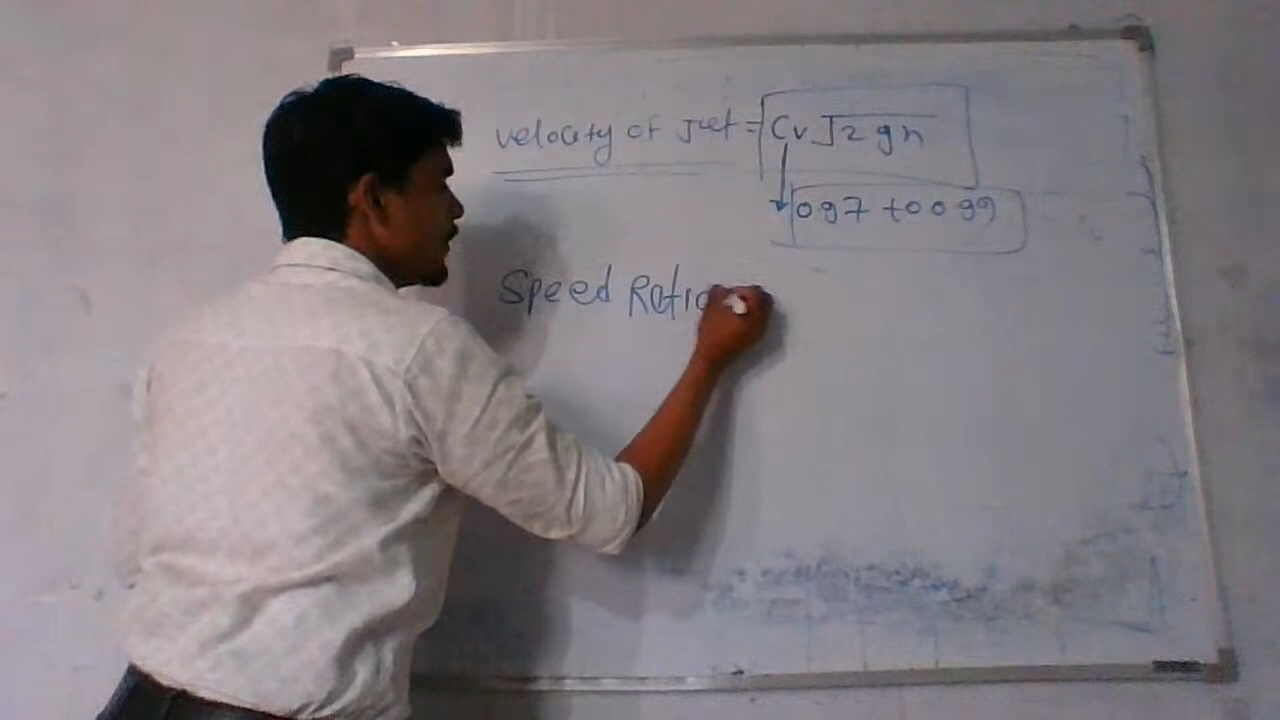 velocity of Jet = Cv √2gh
0.97 to 0.99
Speed Ratio